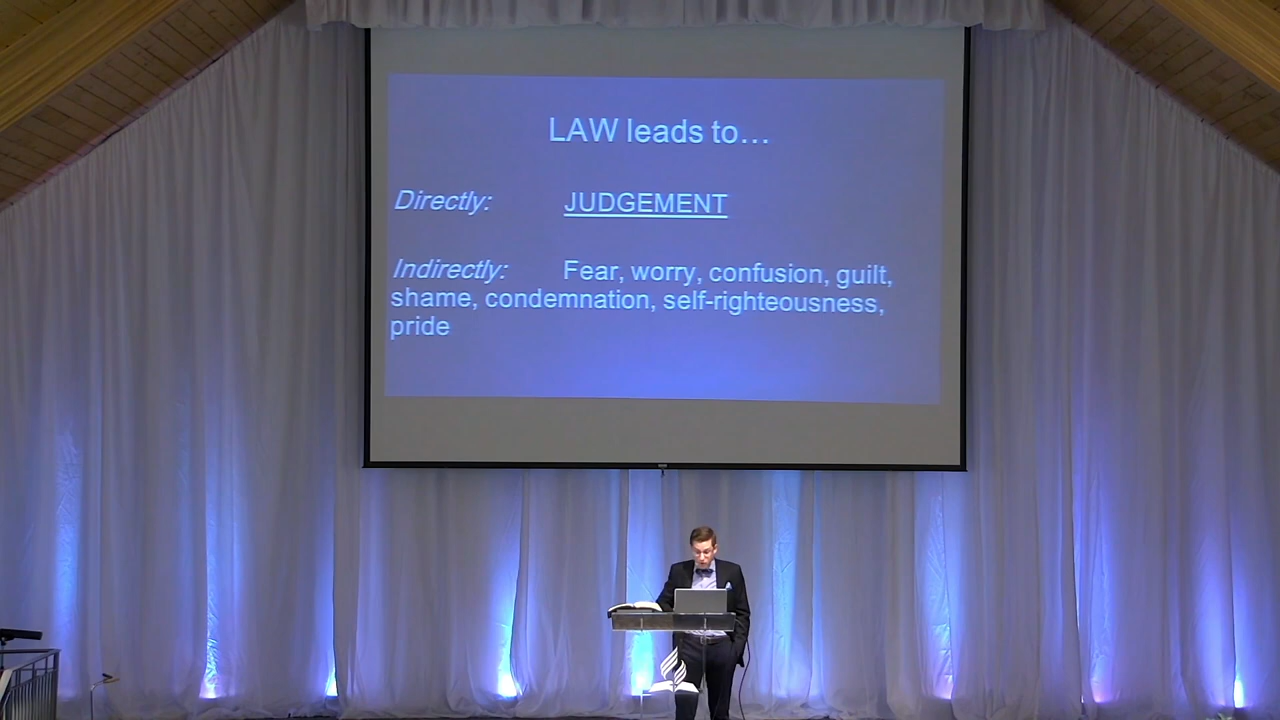 LAW leads to…
Directly: JUDGEMENT
Indirectly: Fear, worry, confusion, guilt,
shame, condemnation, self-righteousness,
pride